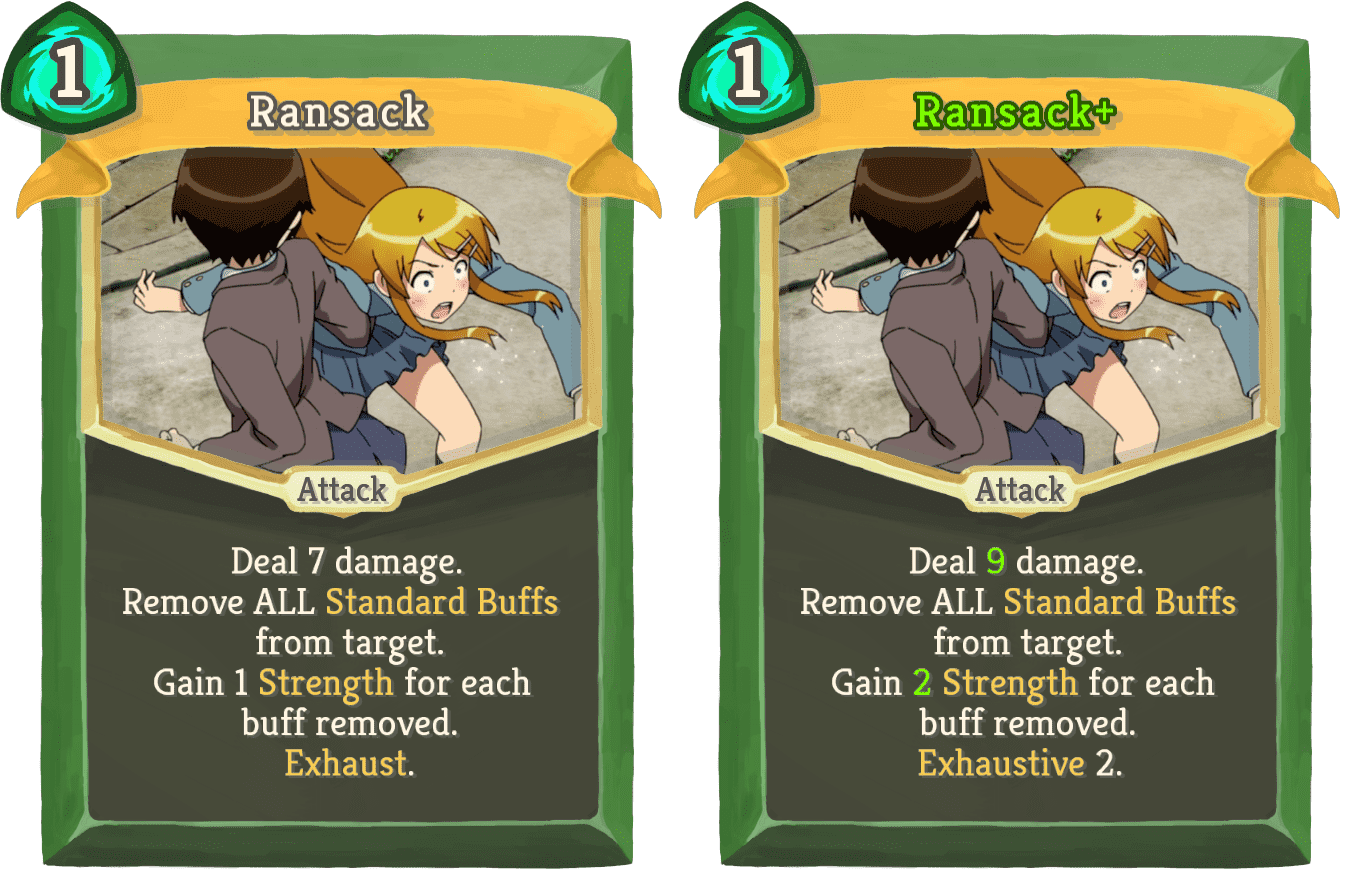 1
Ransack
Attack
Deal 7 damage.
Remove ALL Standard Buffs
from target.
Gain 1 Strength for each
buff removed.
Exhaust.
1
Ransack+
Attack
Deal 9 damage.
Remove ALL Standard Buffs
from target.
Gain 2 Strength for each
buff removed.
Exhaustive 2.